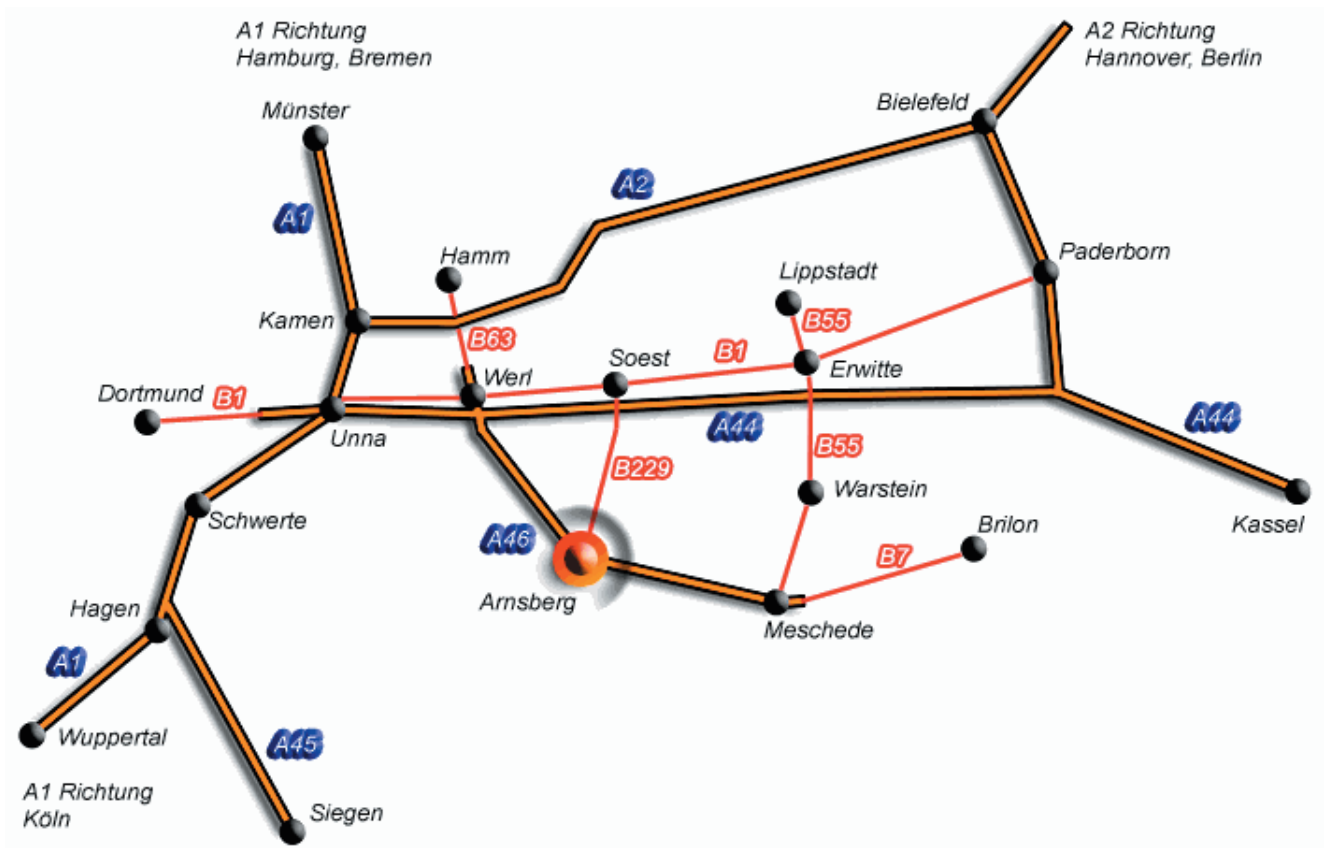 A1 Richtung
Hamburg, Bremen
A2 Richtung
Hannover, Berlin
Münster
Bielefeld
A2
A1
Hamm
Lippstadt
Paderborn
Kamen
B63
B55
Soest
B1
Erwitte
Dortmund
B1
Werl
Unna
A44
A44
B229
B55
Warstein
Schwerte
Brilon
Kassel
A46
B7
Arnsberg
Hagen
Meschede
A1
Wuppertal
A45
A1 Richtung
Köln
Siegen